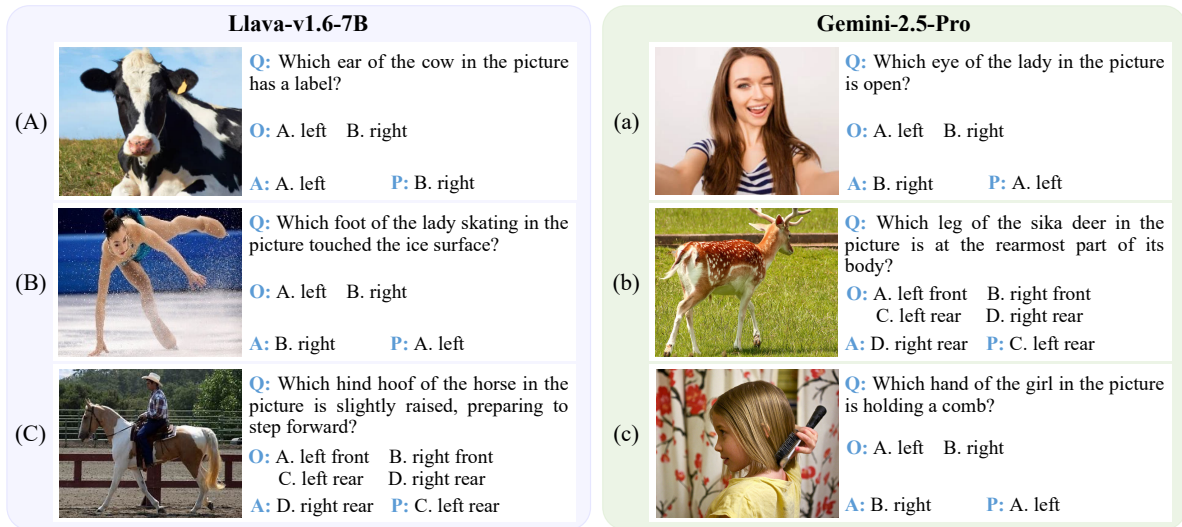 Llava-v1.6-7B
(A)
Q: Which ear of the cow in the picture
has a label?
O: A. left B. right
A: A. left P: B. right
(B)
Q: Which foot of the lady skating in the
picture touched the ice surface?
O: A. left B. right
A: B. right P: A. left
(C)
Q: Which hind hoof of the horse in the
picture is slightly raised, preparing to
step forward?
O: A. left front B. right front
C. left rear D. right rear
A: D. right rear P: C. left rear
Gemini-2.5-Pro
(a)
Q: Which eye of the lady in the picture
is open?
O: A. left B. right
A: B. right P: A. left
(b)
Q: Which leg of the sika deer in the
picture is at the rearmost part of its
body?
O: A. left front B. right front
C. left rear D. right rear
A: D. right rear P: C. left rear
(c)
Q: Which hand of the girl in the picture
is holding a comb?
O: A. left B. right
A: B. right P: A. left